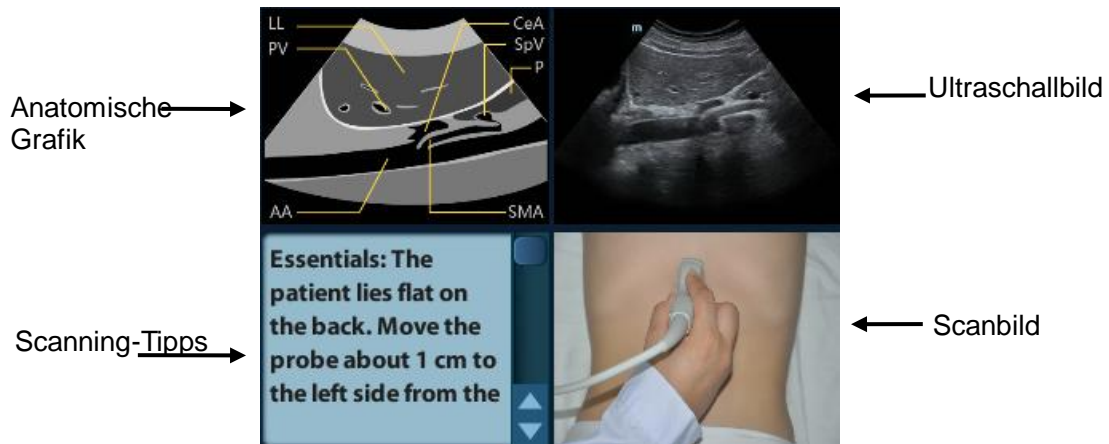 LL
PV
CeA
SpV
P
AA
SMA
m
Anatomische
Grafik
Ultraschallbild
Essentials: The
patient lies flat on
the back. Move the
probe about 1 cm to
the left side from the
Scanning-Tipps
Scanbild